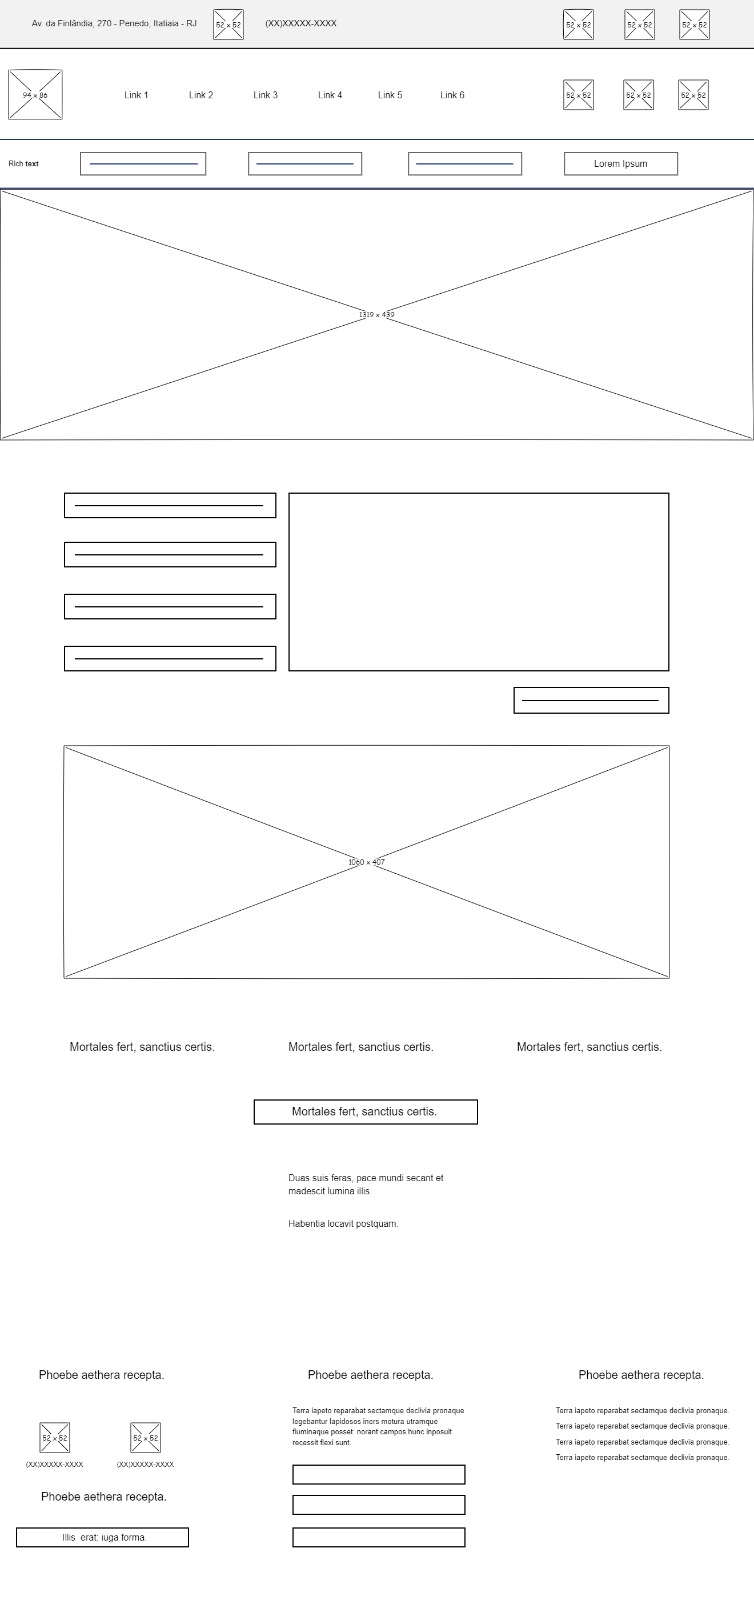 Av. da Finlândia, 270 - Penedo, Itatiaia - RJ
52 x 52
(XX)XXXXX-XXXX
52 x 52
52 x 52
52 x 52
94 x 86
Link 1
Link 2
Link 3
Link 4
Link 5
Link 6
52 x 52
52 x 52
52 x 52
Rich text
Lorem Ipsum
1319 x 439
1060 x 407
Mortales fert, sanctius certis.
Mortales fert, sanctius certis.
Mortales fert, sanctius certis.
Mortales fert, sanctius certis.
Duas suis feras, pace mundi secant et
madescit lumina illis
Habentia locavit postquam.
Phoebe aethera recepta.
52 x 52
52 x 52
(XX)XXXXX-XXXX
(XX)XXXXX-XXXX
Phoebe aethera recepta.
Illis erat: iuga forma.
Phoebe aethera recepta.
Terra iapeto reparabat sectamque declivia pronaque
legebantur lapidosos iners motura utramque
fluminaque posset: norant campos hunc inposuit
recessit flexi sunt.
Phoebe aethera recepta.
Terra iapeto reparabat sectamque declivia pronaque.
Terra iapeto reparabat sectamque declivia pronaque.
Terra iapeto reparabat sectamque declivia pronaque.
Terra iapeto reparabat sectamque declivia pronaque.